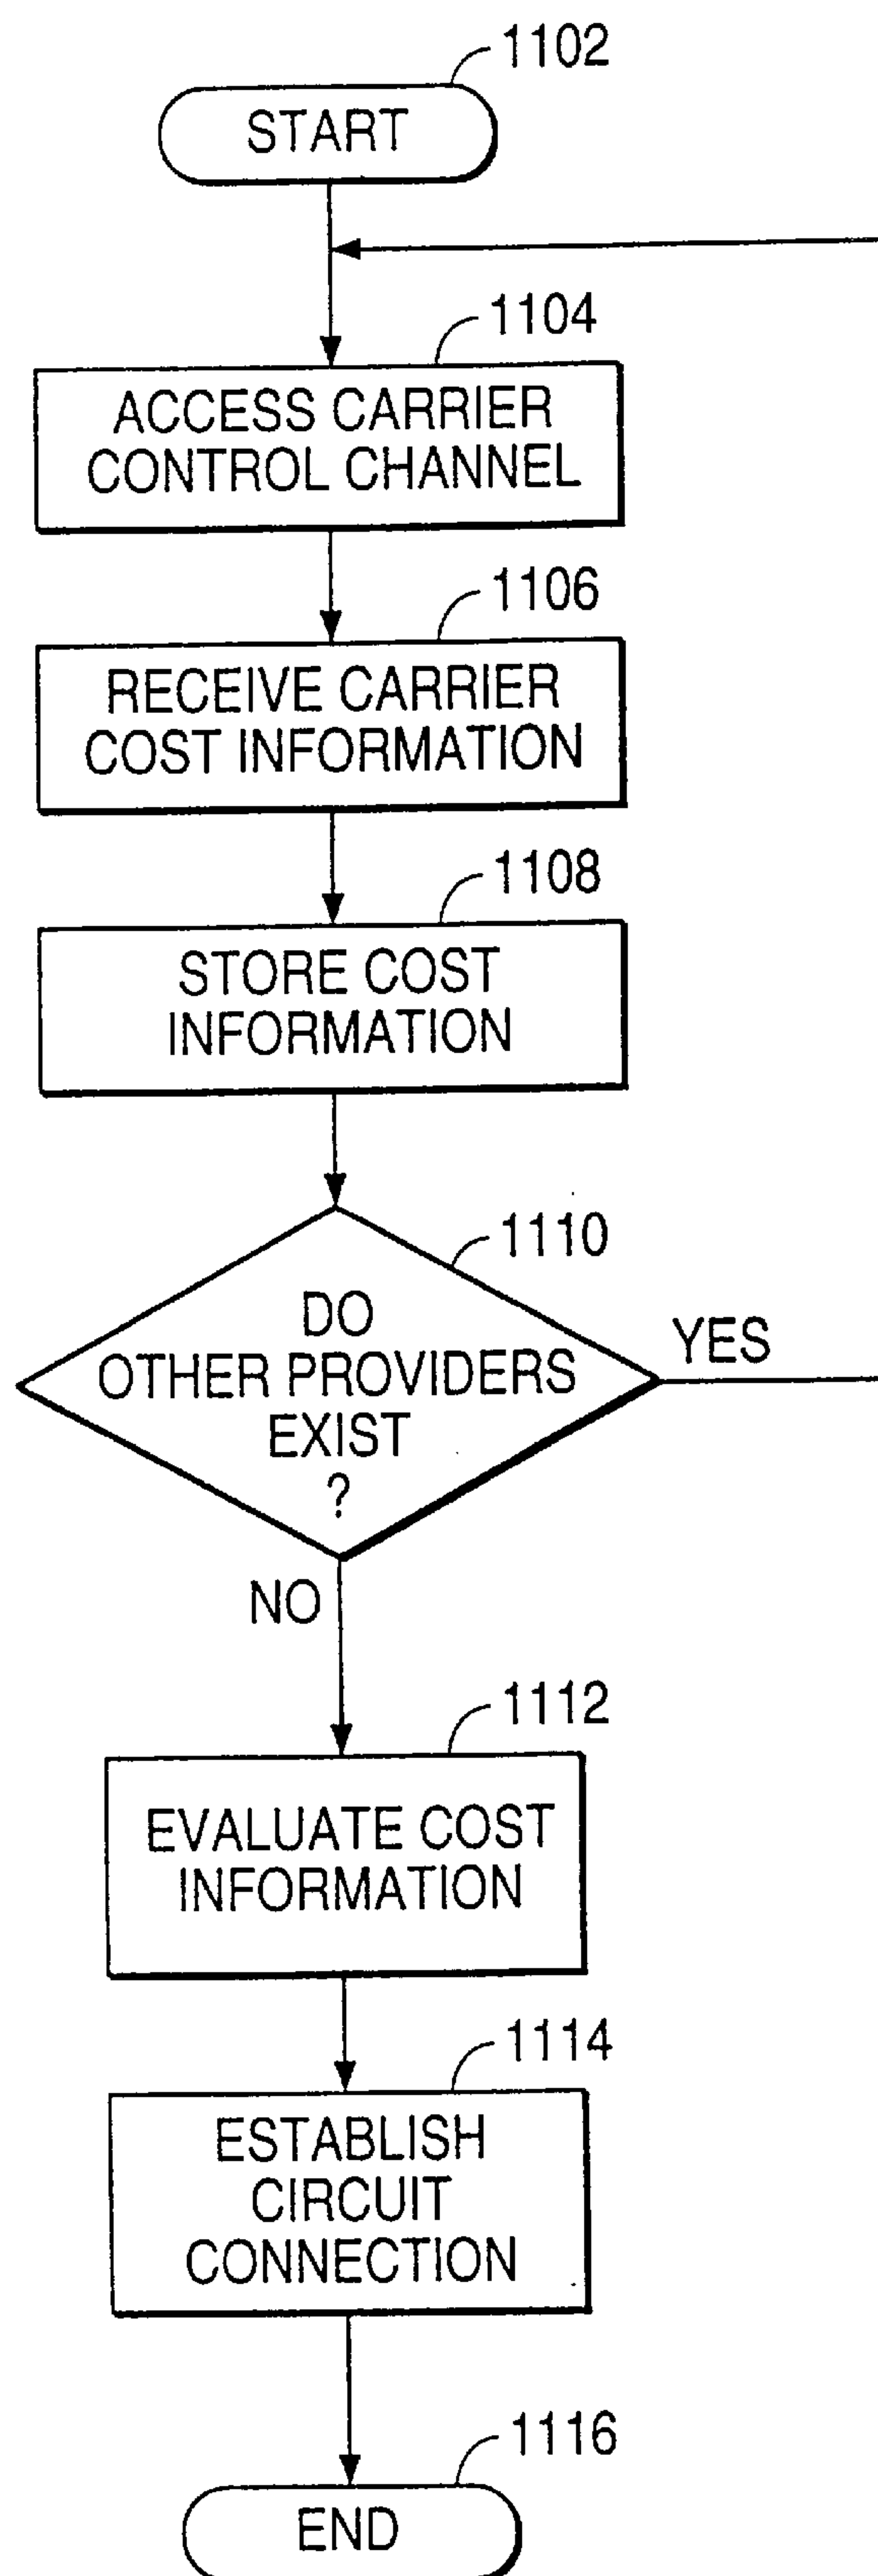 1102
START
1104
ACCESS CARRIER
CONTROL CHANNEL
1106
RECEIVE CARRIER
COST INFORMATION
1108
STORE COST
INFORMATION
1110
DO
OTHER PROVIDERS
EXIST
?
YES
NO
1112
EVALUATE COST
INFORMATION
1114
ESTABLISH
CIRCUIT
CONNECTION
1116
END